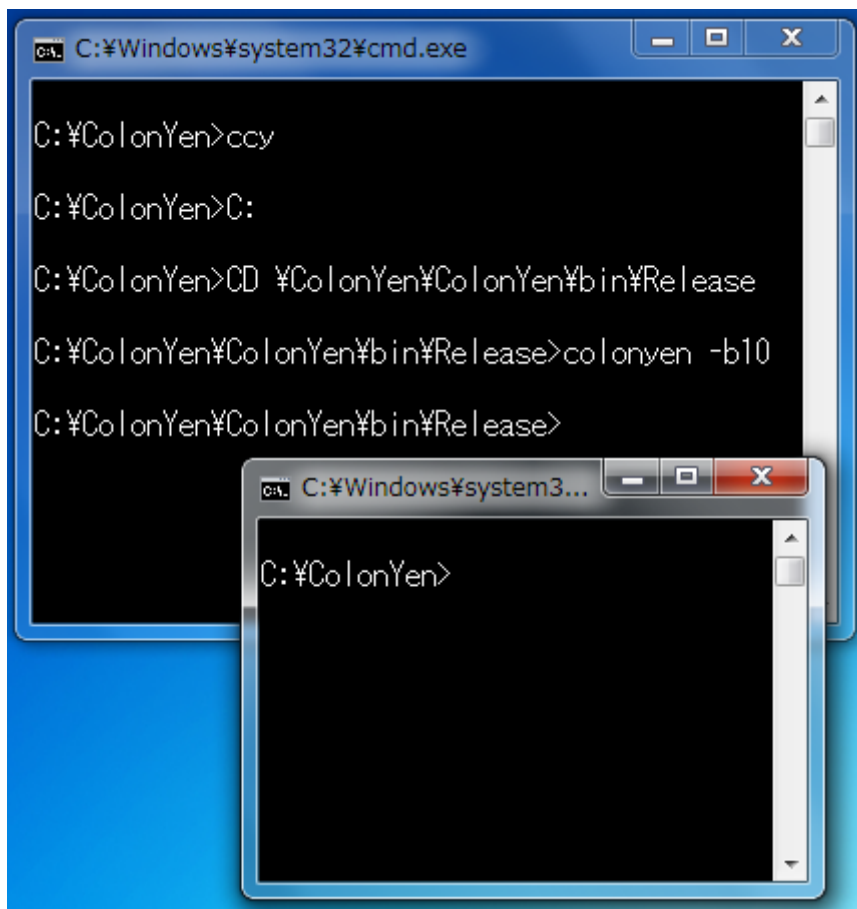 C:¥Windows¥system32¥cmd.exe
C:¥ColonYen>ccy
C:¥ColonYen>C:
C:¥ColonYen>CD ¥ColonYen¥ColonYen¥bin¥Release
C:¥ColonYen¥ColonYen¥bin¥Release>colonyen -b10
C:¥ColonYen¥ColonYen¥bin¥Release>
C:¥Windows¥system3...
C:¥ColonYen>